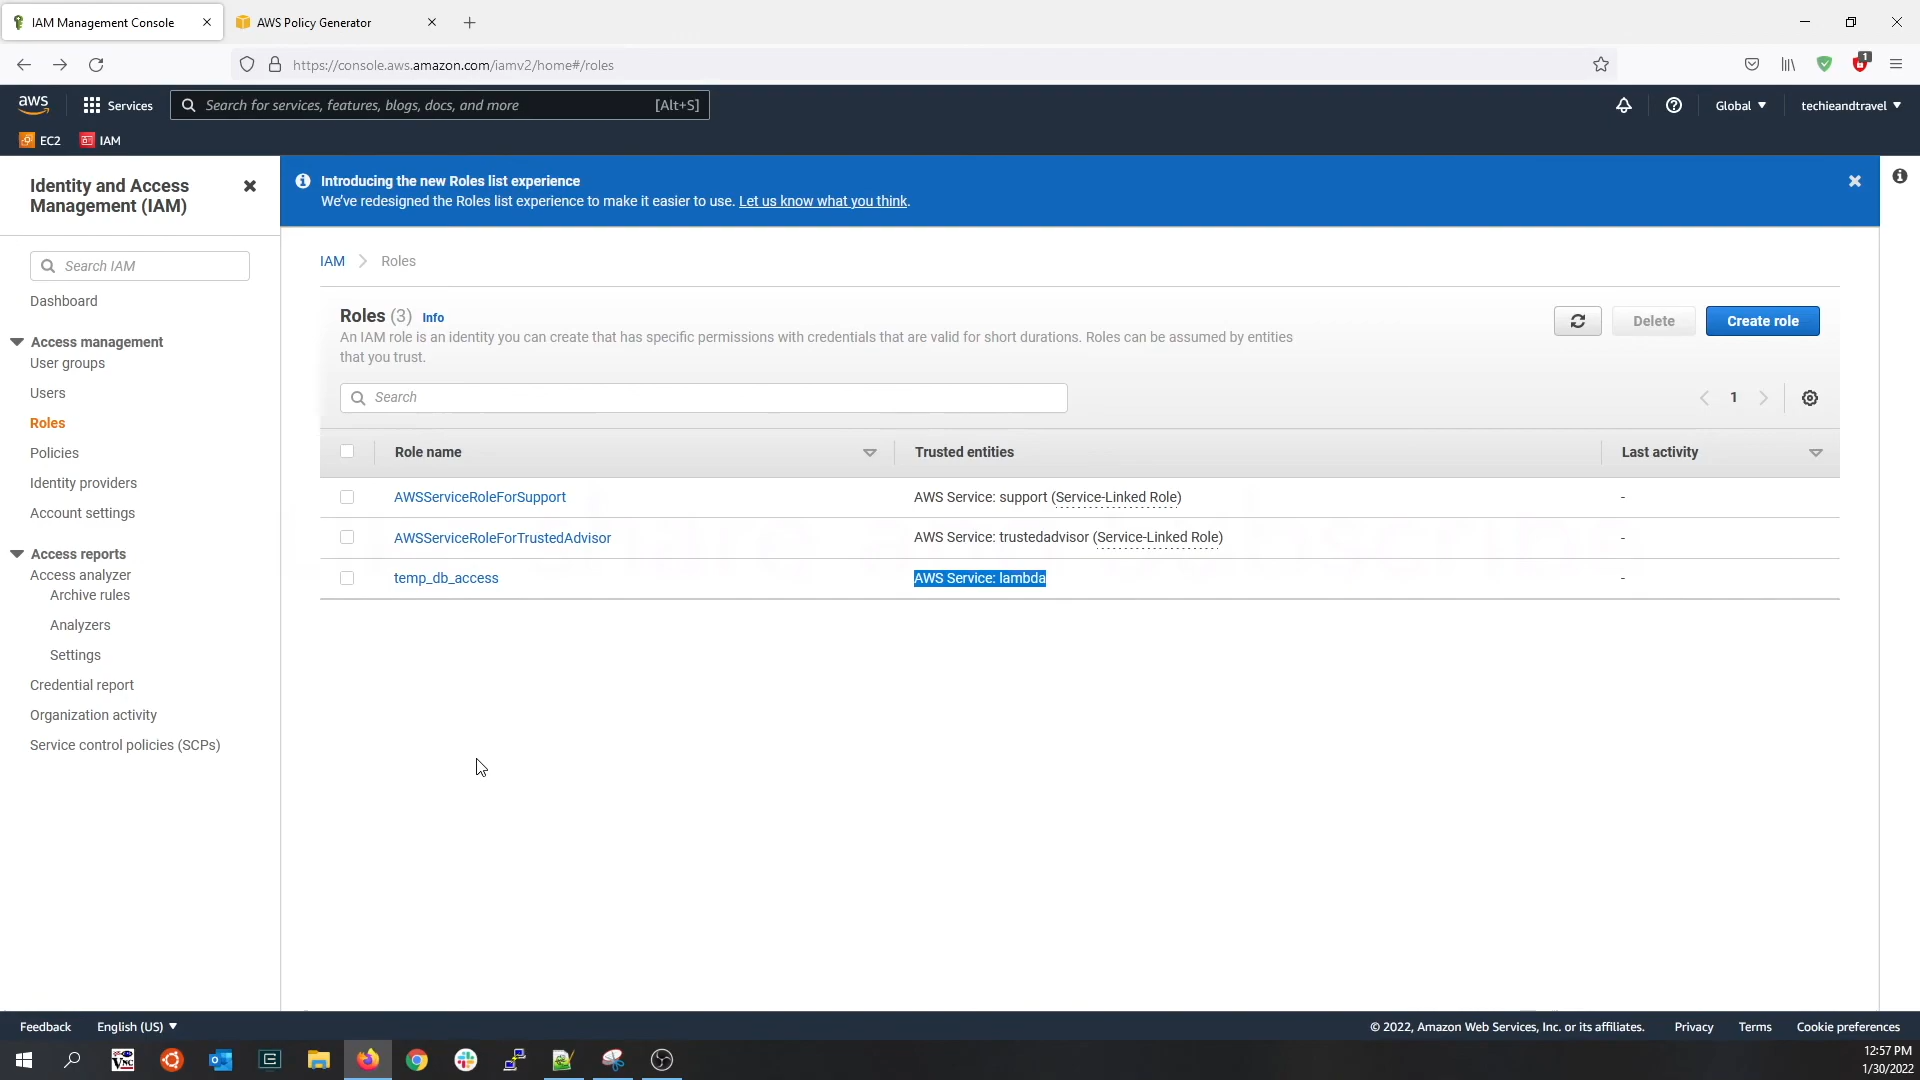 IAM Management Console
AWS Policy Generator
https://console.aws.amazon.com/iamv2/home#/roles
1
aws
Services
Search for services, features, blogs, docs, and more
[Alt+S]
Global
techieandtravel
EC2
IAM
Identity and Access
Management (IAM)
Search IAM
Dashboard
Access management
User groups
Users
Roles
Policies
Identity providers
Account settings
Access reports
Access analyzer
Archive rules
Analyzers
Settings
Credential report
Organization activity
Service control policies (SCPs)
Introducing the new Roles list experience
We've redesigned the Roles list experience to make it easier to use. Let us know what you think.
IAM
Roles
Roles (3) Info
An IAM role is an identity you can create that has specific permissions with credentials that are valid for short durations. Roles can be assumed by entities
that you trust.
Delete
Create role
Search
1
Role name
Trusted entities
Last activity
AWSServiceRoleForSupport
AWS Service: support (Service-Linked Role)
-
AWSServiceRoleForTrustedAdvisor
AWS Service: trustedadvisor (Service-Linked Role)
-
temp_db_access
AWS Service: lambda
-
Feedback
English (US)
© 2022, Amazon Web Services, Inc. or its affiliates.
Privacy
Terms
Cookie preferences
12:57 PM
1/30/2022